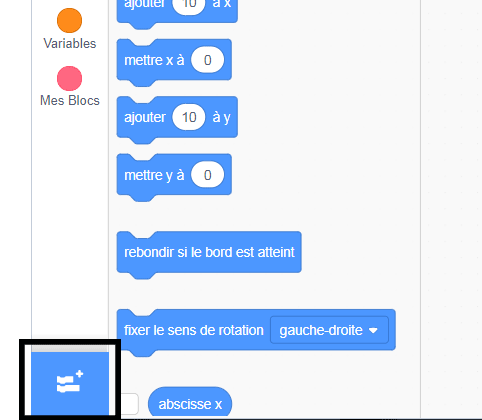 ajouter 10 à x
Variables
mettre x à 0
Mes Blocs
ajouter 10 à y
mettre y à 0
rebondir si le bord est atteint
fixer le sens de rotation gauche-droite
abscisse x